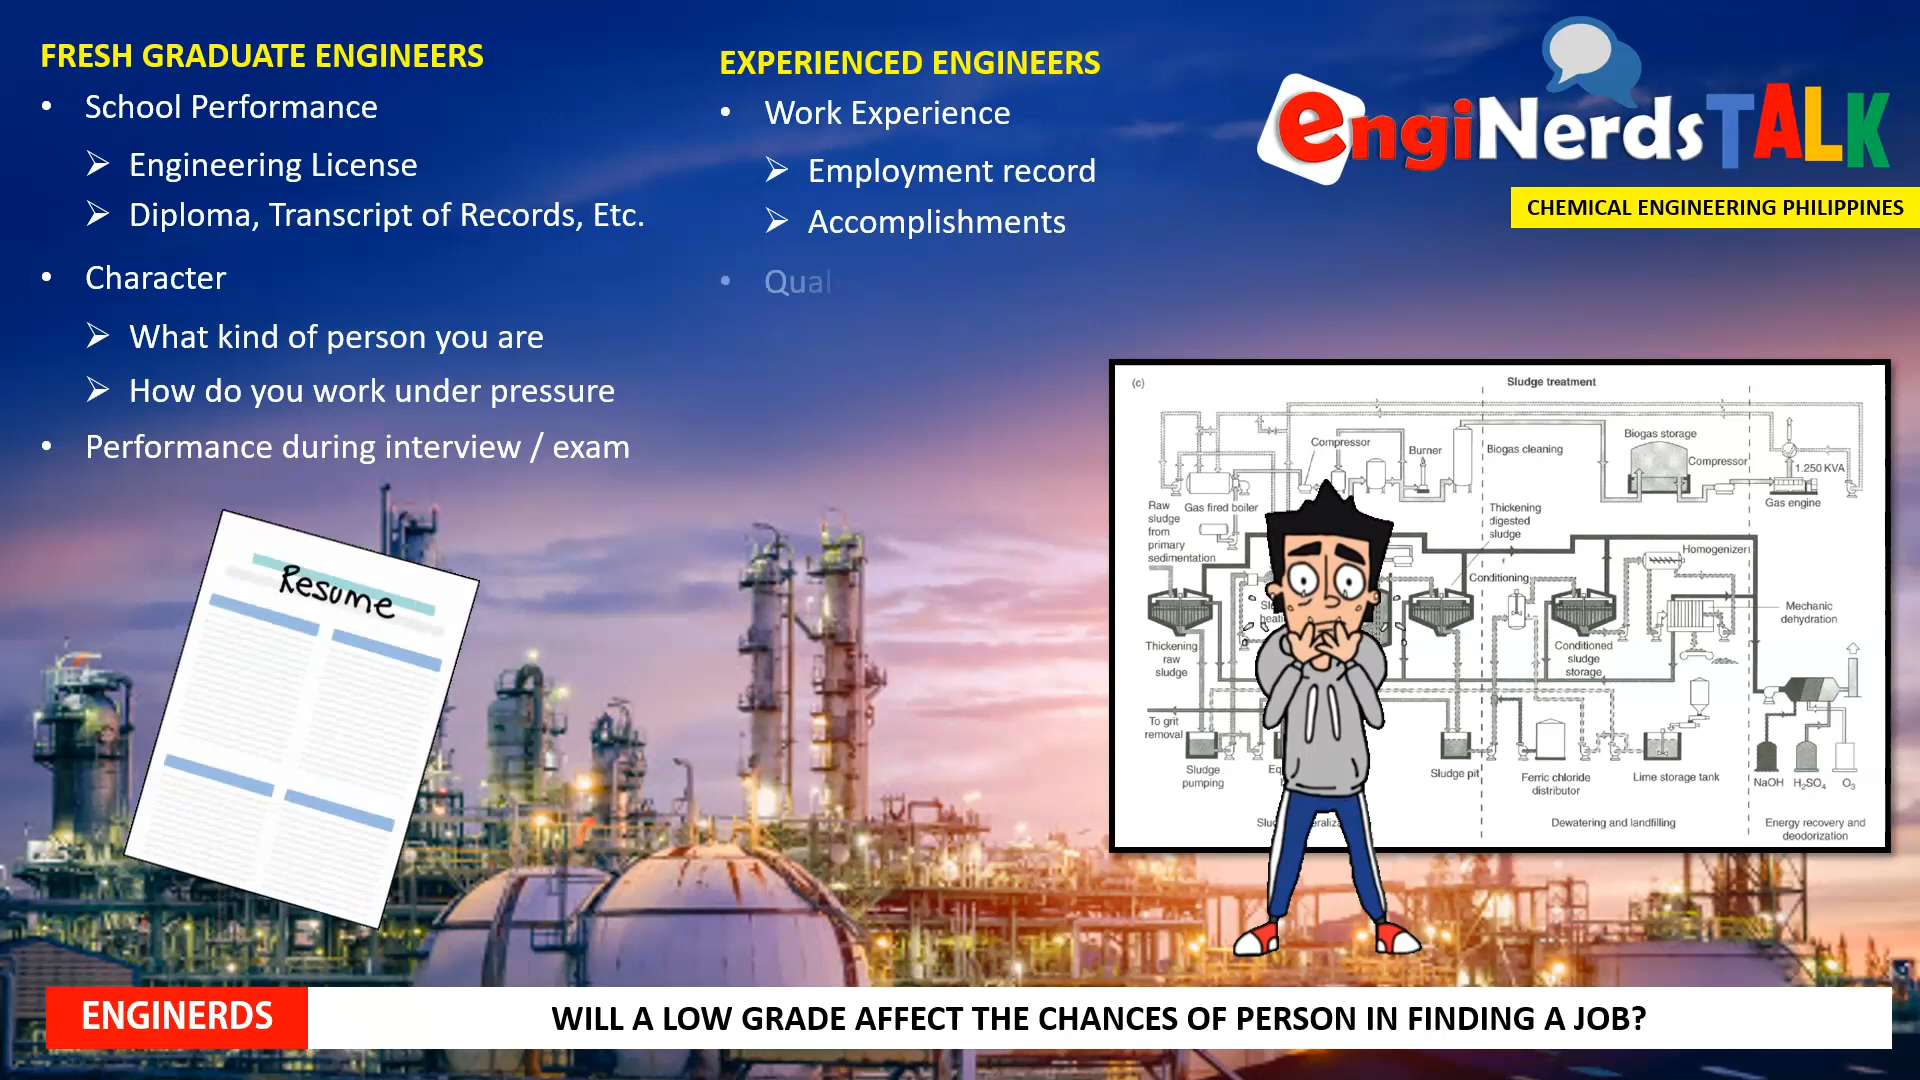 FRESH GRADUATE ENGINEERS
• School Performance
➢ Engineering License
➢ Diploma, Transcript of Records, Etc.
• Character
➢ What kind of person you are
➢ How do you work under pressure
• Performance during interview / exam
EXPERIENCED ENGINEERS
• Work Experience
➢ Employment record
➢ Accomplishments
• Qual
engiNerds TALK
CHEMICAL ENGINEERING PHILIPPINES
Resume
(c)
Sludge treatment
Compressor
Burner
Biogas cleaning
Biogas storage
Compressor
1.250 KVA
Gas engine
Raw
sludge
from
primary
sedimentation
Gas fired boiler
Thickening
digested
sludge
Homogenizer
Conditioning
Mechanic
dehydration
Thickening
raw
sludge
Conditioned
sludge
storage
To grit
removal
Sludge
pumping
Sludge pit
Ferric chloride
distributor
Lime storage tank
NaOH
H₂SO₄
O₃
Dewatering and landfilling
Energy recovery and
deodorization
ENGINERDS
WILL A LOW GRADE AFFECT THE CHANCES OF PERSON IN FINDING A JOB?